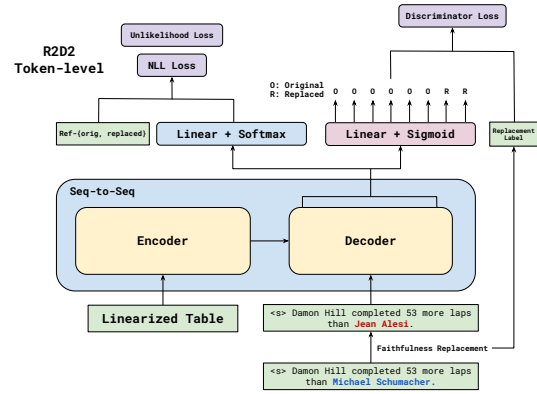 R2D2
Token-level
Unlikelihood Loss
NLL Loss
Discriminator Loss
O: Original
R: Replaced
O O O O O O R R
Ref-(orig, replaced)
Linear + Softmax
Linear + Sigmoid
Replacement
Label
Seq-to-Seq
Encoder
Decoder
Linearized Table
<s> Damon Hill completed 53 more laps
than Jean Alesi.
Faithfulness Replacement
<s> Damon Hill completed 53 more laps
than Michael Schumacher.